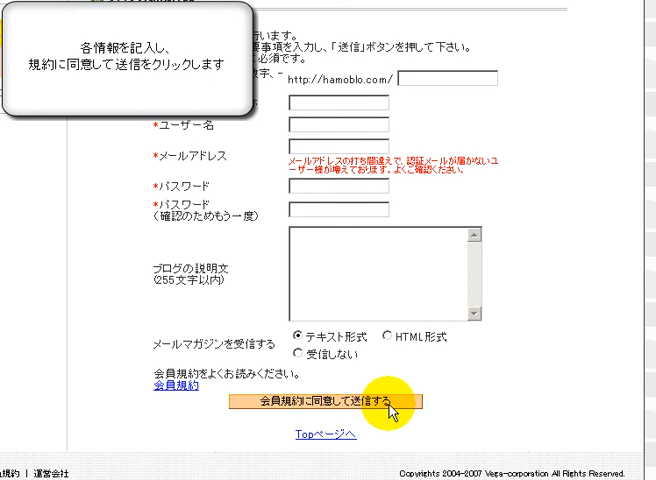 各情報を記入し、
規約に同意して送信をクリックします
行います。
要事項を入力し、「送信」ボタンを押して下さい。
必須です。
数字、-
http://hamoblo.com/
*ユーザー名
*メールアドレス
メールアドレスの打ち間違えで、認証メールが届かないユ
ーザー様が増えております。よくご確認ください。
*パスワード
*パスワード
(確認のためもう一度)
ブログの説明文
(255文字以内)
メールマガジンを受信する
テキスト形式
HTML形式
受信しない
会員規約をよくお読みください。
会員規約
会員規約に同意して送信する
Topページへ
規約 | 運営会社
Copyrights 2004-2007 Vega-corporation All Rights Reserved.